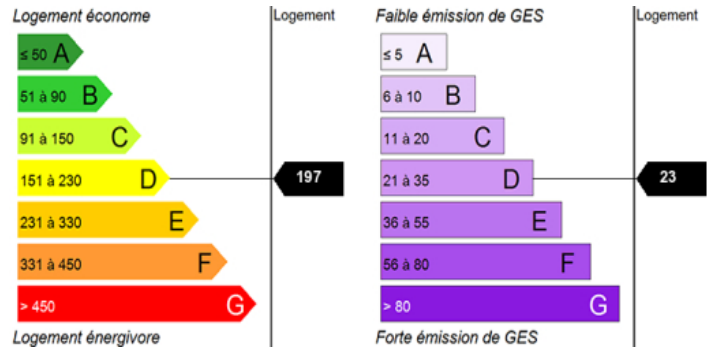 Logement économe
Logement
≤ 50 A
51 à 90 B
91 à 150 C
151 à 230 D
197
231 à 330 E
331 à 450 F
> 450 G
Logement énergivore
Faible émission de GES
Logement
≤ 5 A
6 à 10 B
11 à 20 C
21 à 35 D
23
36 à 55 E
56 à 80 F
> 80 G
Forte émission de GES